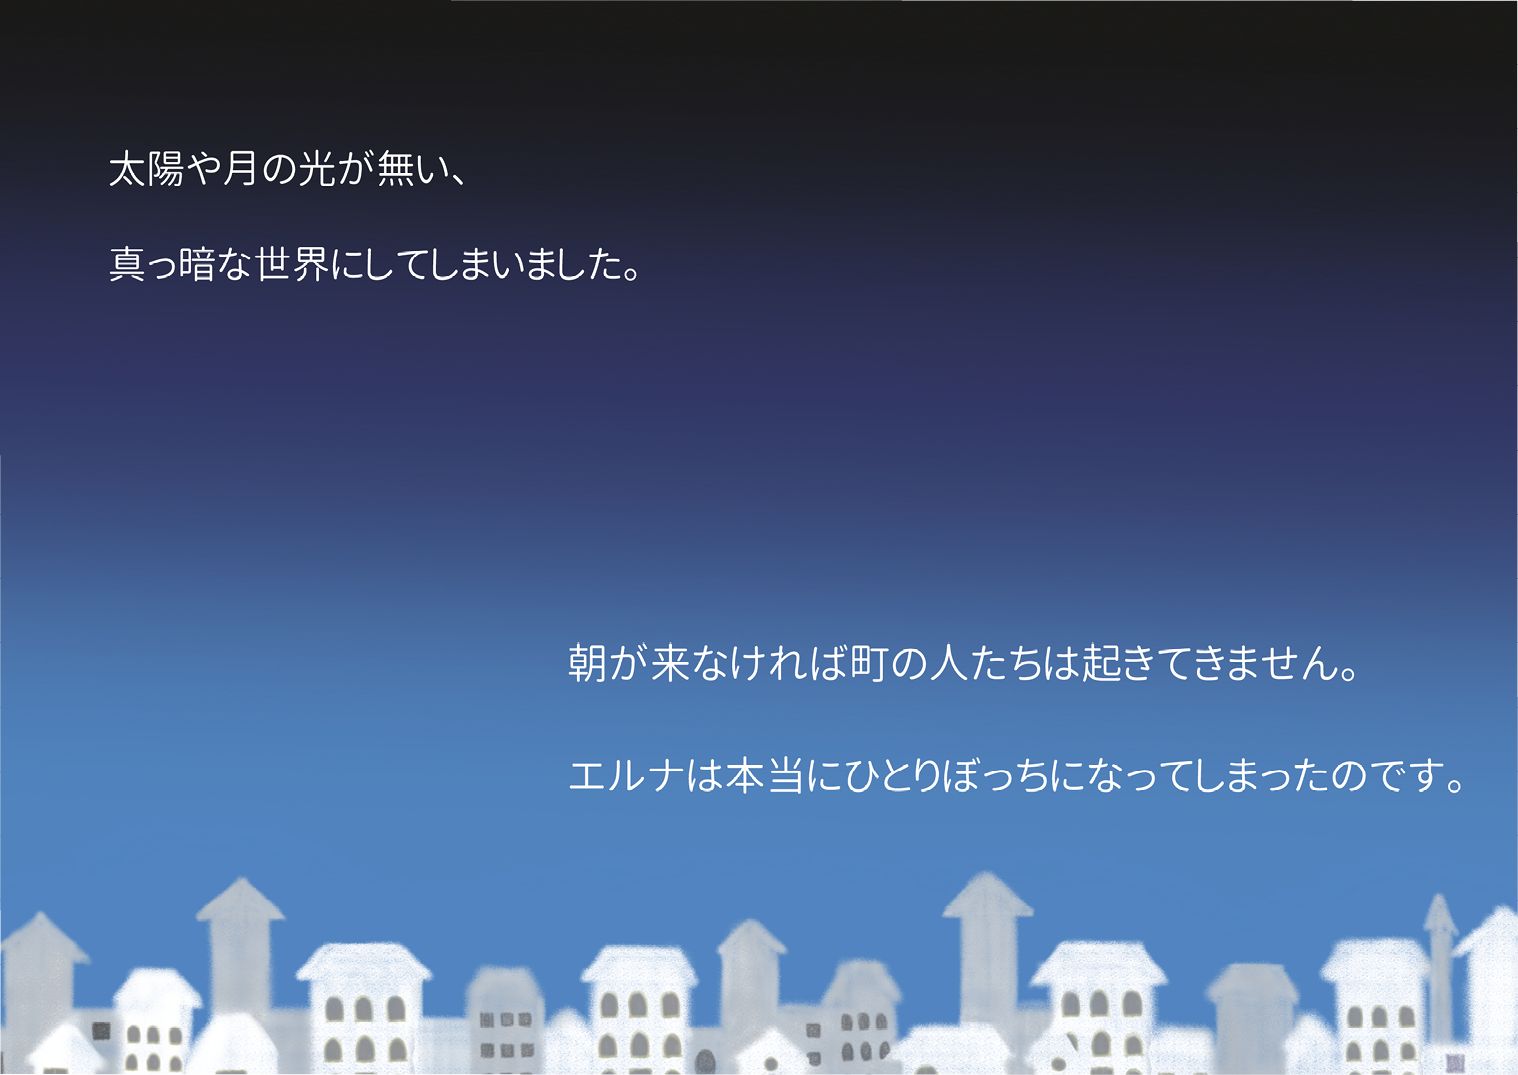 太陽や月の光が無い、
真っ暗な世界にしてしまいました。
朝が来なければ町の人たちは起きてきません。
エルナは本当にひとりぼっちになってしまったのです。